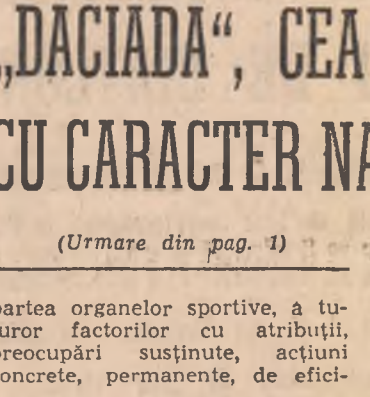 „DACIADA“, CEA
CU CARACTER NA
(Urmare din pag. 1)
partea organelor sportive, a tu-
turor factorilor cu atribuții,
preocupări susținute, acțiuni
concrete, permanente, de efici-